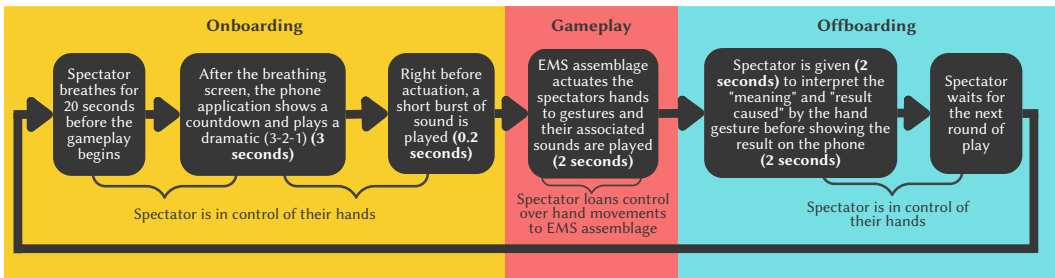 Onboarding
Gameplay
Offboarding
Spectator
breathes for
20 seconds
before the
gameplay
begins
After the breathing
screen, the phone
application shows a
countdown and plays a
dramatic (3-2-1) (3
seconds)
Right before
actuation, a
short burst of
sound is
played (0.2
seconds)
EMS assemblage
actuates the
spectators hands
to gestures and
their associated
sounds are played
(2 seconds)
Spectator is given (2
seconds) to interpret the
"meaning" and "result
caused" by the hand
gesture before showing the
result on the phone
(2 seconds)
Spectator
waits for
the next
round of
play
Spectator is in control of their hands
Spectator loans control
over hand movements
to EMS assemblage
Spectator is in control of
their hands